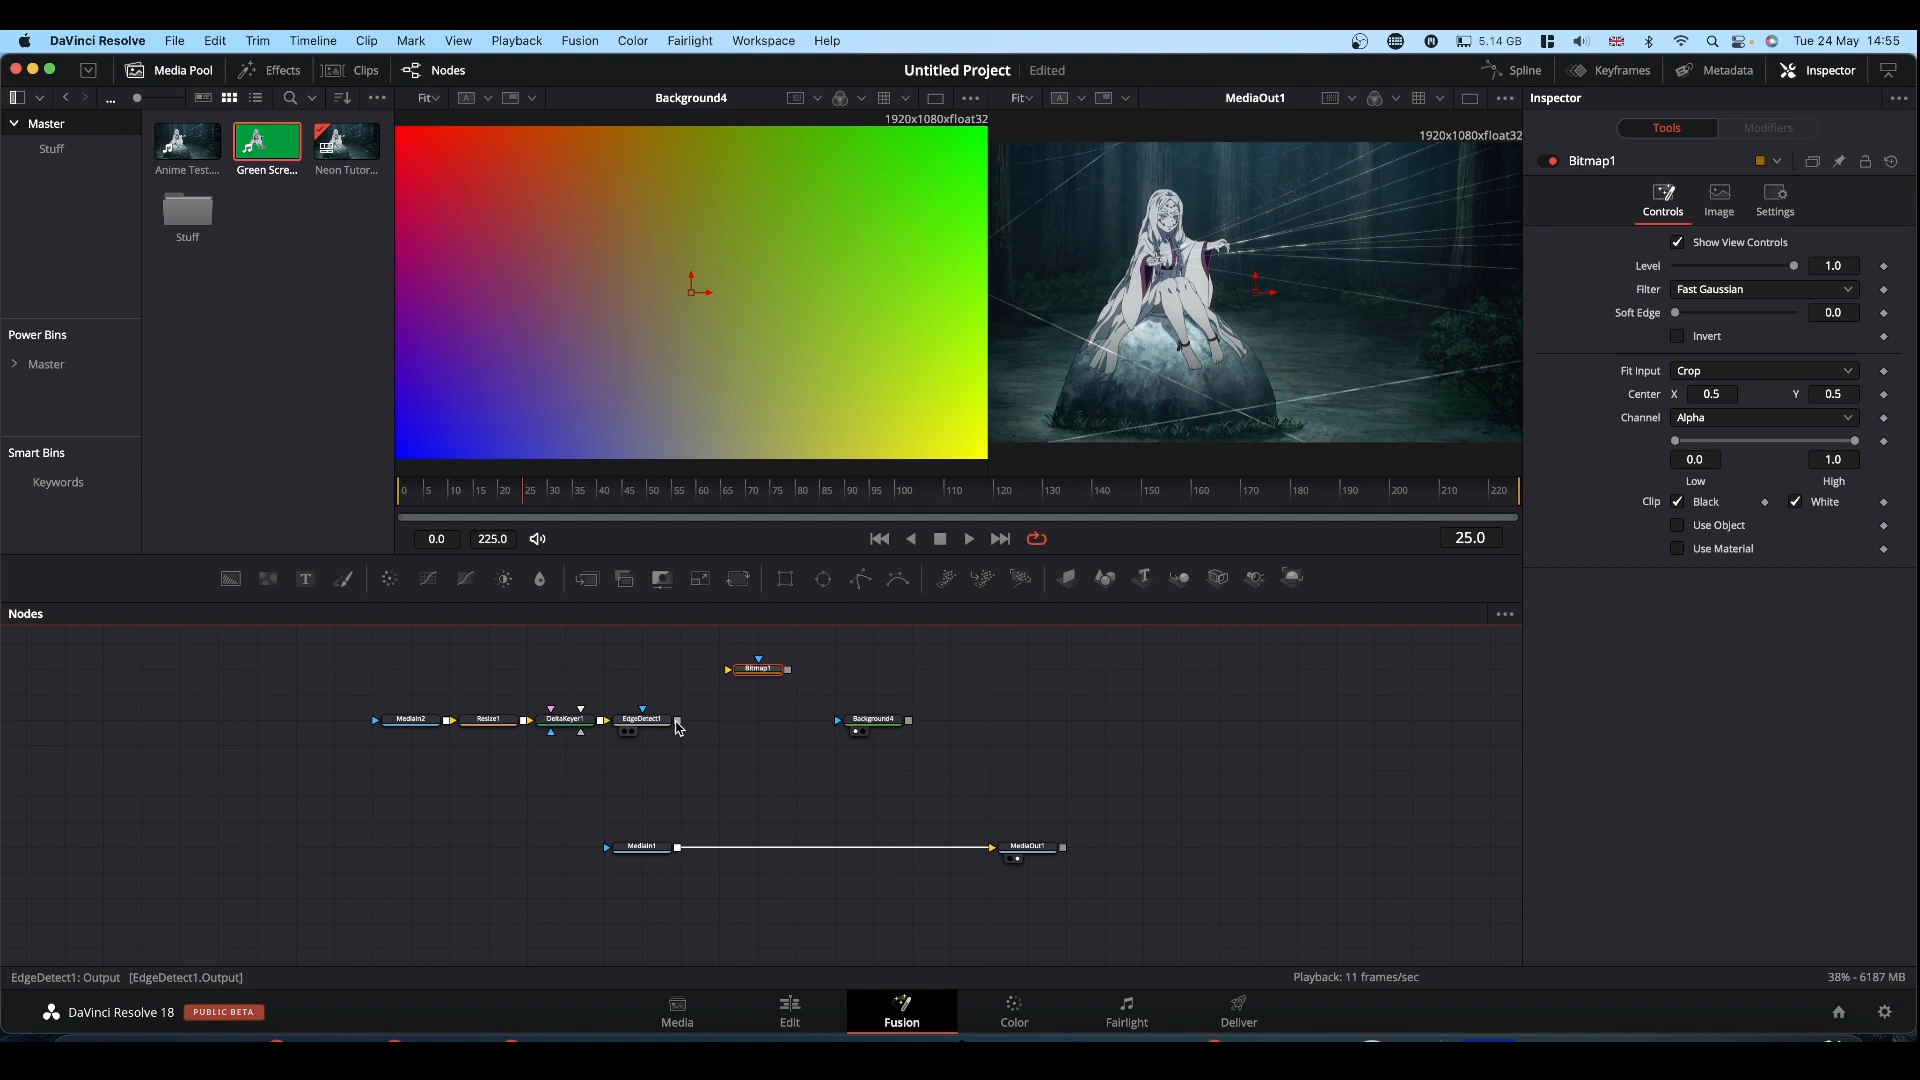 DaVinci Resolve File Edit Trim Timeline Clip Mark View Playback Fusion Color Fairlight Workspace Help 5.14 GB Tue 24 May 14:55
Media Pool Effects Clips Nodes Untitled Project Edited Spline Keyframes Metadata Inspector
... Fit Background4 Fit MediaOut1 Inspector
1920x1080xfloat32
1920x1080xfloat32
Master
Stuff
Anime Test.... Green Scre... Neon Tutor...
Stuff
Power Bins
Master
Smart Bins
Keywords
Tools Modifiers
Bitmap1
Controls Image Settings
Show View Controls
Level 1.0
Filter Fast Gaussian
Soft Edge 0.0
Invert
Fit Input Crop
Center X 0.5 Y 0.5
Channel Alpha
0.0 1.0
Low High
Clip Black White
Use Object
Use Material
0 5 10 15 20 25 30 35 40 45 50 55 60 65 70 75 80 85 90 95 100 110 120 130 140 150 160 170 180 190 200 210 220
0.0 225.0 25.0
Nodes
Bitmap1
MediaIn2 Resize1 DeltaKeyer1 EdgeDetect1 Background4
MediaIn1 MediaOut1
EdgeDetect1: Output [EdgeDetect1.Output] Playback: 11 frames/sec 38% - 6187 MB
DaVinci Resolve 18 PUBLIC BETA Media Edit Fusion Color Fairlight Deliver